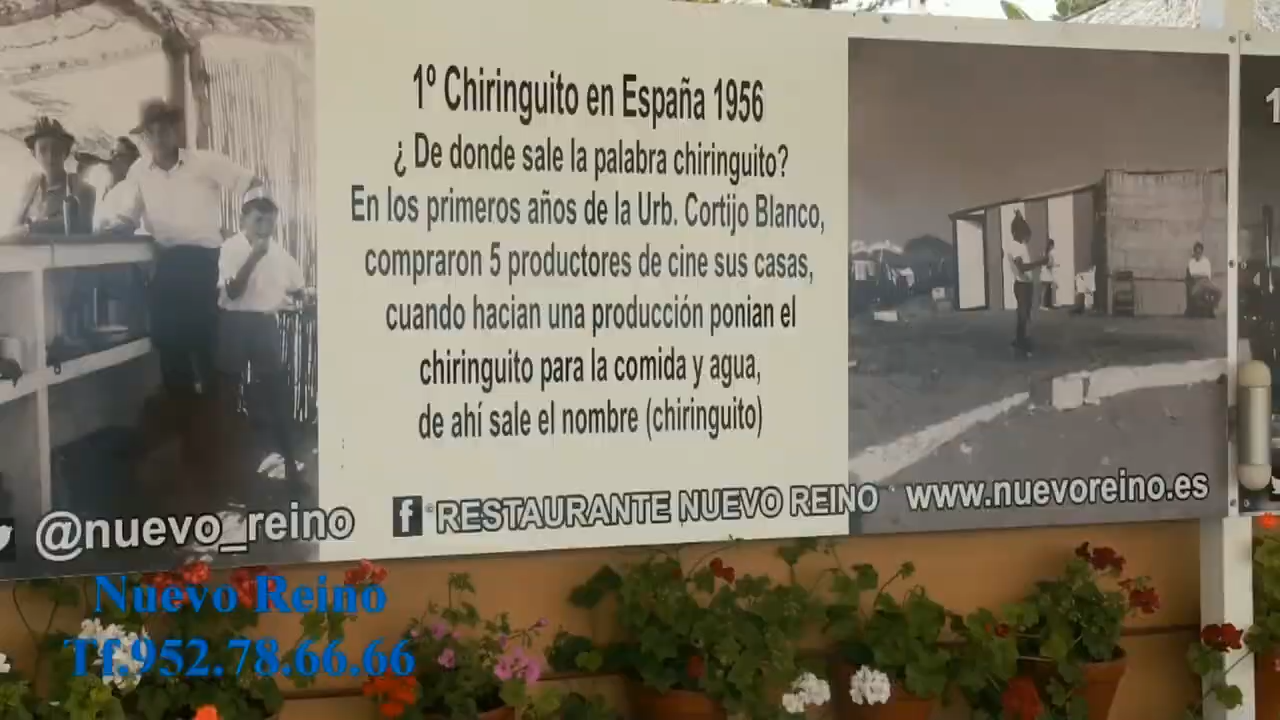 1º Chiringuito en España 1956
¿ De donde sale la palabra chiringuito?
En los primeros años de la Urb. Cortijo Blanco,
compraron 5 productores de cine sus casas,
cuando hacian una producción ponian el
chiringuito para la comida y agua,
de ahí sale el nombre (chiringuito)
@nuevo_reino
f RESTAURANTE NUEVO REINO
www.nuevoreino.es
Nuevo Reino
Tf.952.78.66.66